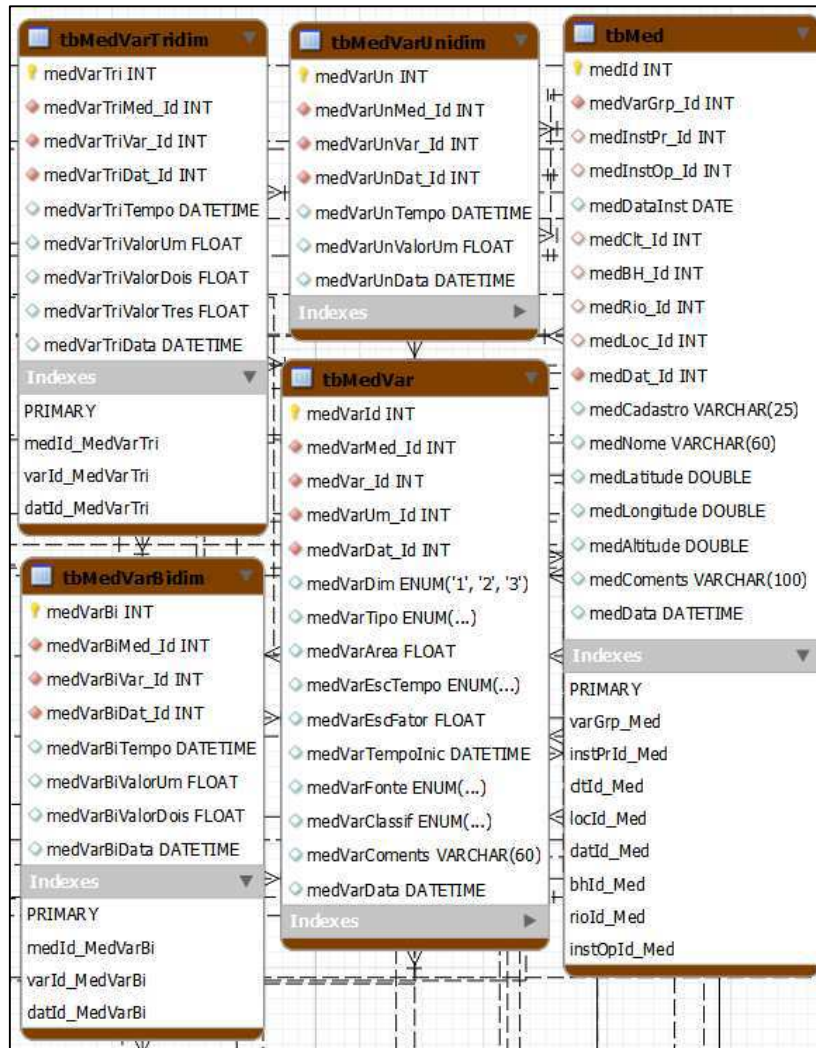 tbMedVarTridim
medVarTri INT
medVarTriMed_Id INT
medVarTriVar_Id INT
medVarTriDat_Id INT
medVarTriTempo DATETIME
medVarTriValorUm FLOAT
medVarTriValorDois FLOAT
medVarTriValorTres FLOAT
medVarTriData DATETIME
Indexes
PRIMARY
medId_MedVarTri
varId_MedVarTri
datId_MedVarTri
tbMedVarBidim
medVarBi INT
medVarBiMed_Id INT
medVarBiVar_Id INT
medVarBiDat_Id INT
medVarBiTempo DATETIME
medVarBiValorUm FLOAT
medVarBiValorDois FLOAT
medVarBiData DATETIME
Indexes
PRIMARY
medId_MedVarBi
varId_MedVarBi
datId_MedVarBi
tbMedVarUnidim
medVarUn INT
medVarUnMed_Id INT
medVarUnVar_Id INT
medVarUnDat_Id INT
medVarUnTempo DATETIME
medVarUnValorUm FLOAT
medVarUnData DATETIME
Indexes
tbMedVar
medVarId INT
medVarMed_Id INT
medVar_Id INT
medVarUm_Id INT
medVarDat_Id INT
medVarDim ENUM('1', '2', '3')
medVarTipo ENUM(...)
medVarArea FLOAT
medVarEscTempo ENUM(...)
medVarEscFator FLOAT
medVarTempoInic DATETIME
medVarFonte ENUM(...)
medVarClassif ENUM(...)
medVarComents VARCHAR(60)
medVarData DATETIME
Indexes
tbMed
medId INT
medVarGrp_Id INT
medInstPr_Id INT
medInstOp_Id INT
medDataInst DATE
medClt_Id INT
medBH_Id INT
medRio_Id INT
medLoc_Id INT
medDat_Id INT
medCadastro VARCHAR(25)
medNome VARCHAR(60)
medLatitude DOUBLE
medLongitude DOUBLE
medAltitude DOUBLE
medComents VARCHAR(100)
medData DATETIME
Indexes
PRIMARY
varGrp_Med
instPrId_Med
cltId_Med
locId_Med
datId_Med
bhId_Med
rioId_Med
instOpId_Med